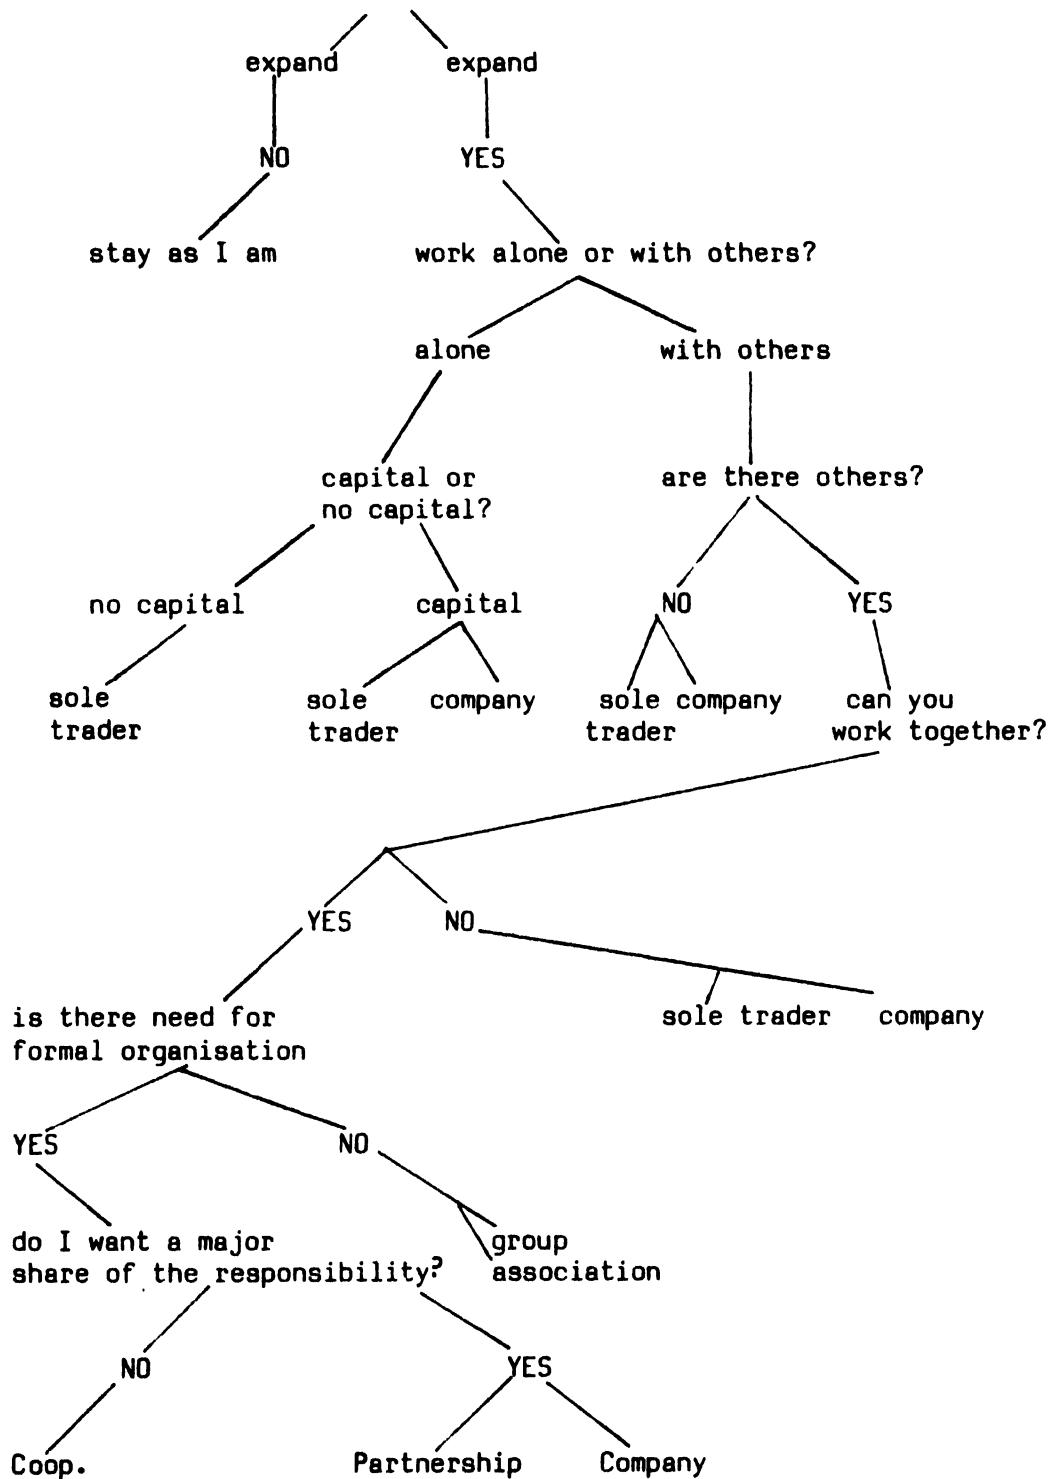 expand expand
NO YES
stay as I am work alone or with others?
alone with others
capital or are there others?
no capital?
no capital capital NO YES
sole sole company sole company can you
trader trader trader work together?
YES NO
is there need for sole trader company
formal organisation
YES NO
do I want a major group
share of the responsibility? association
NO YES
Coop. Partnership Company